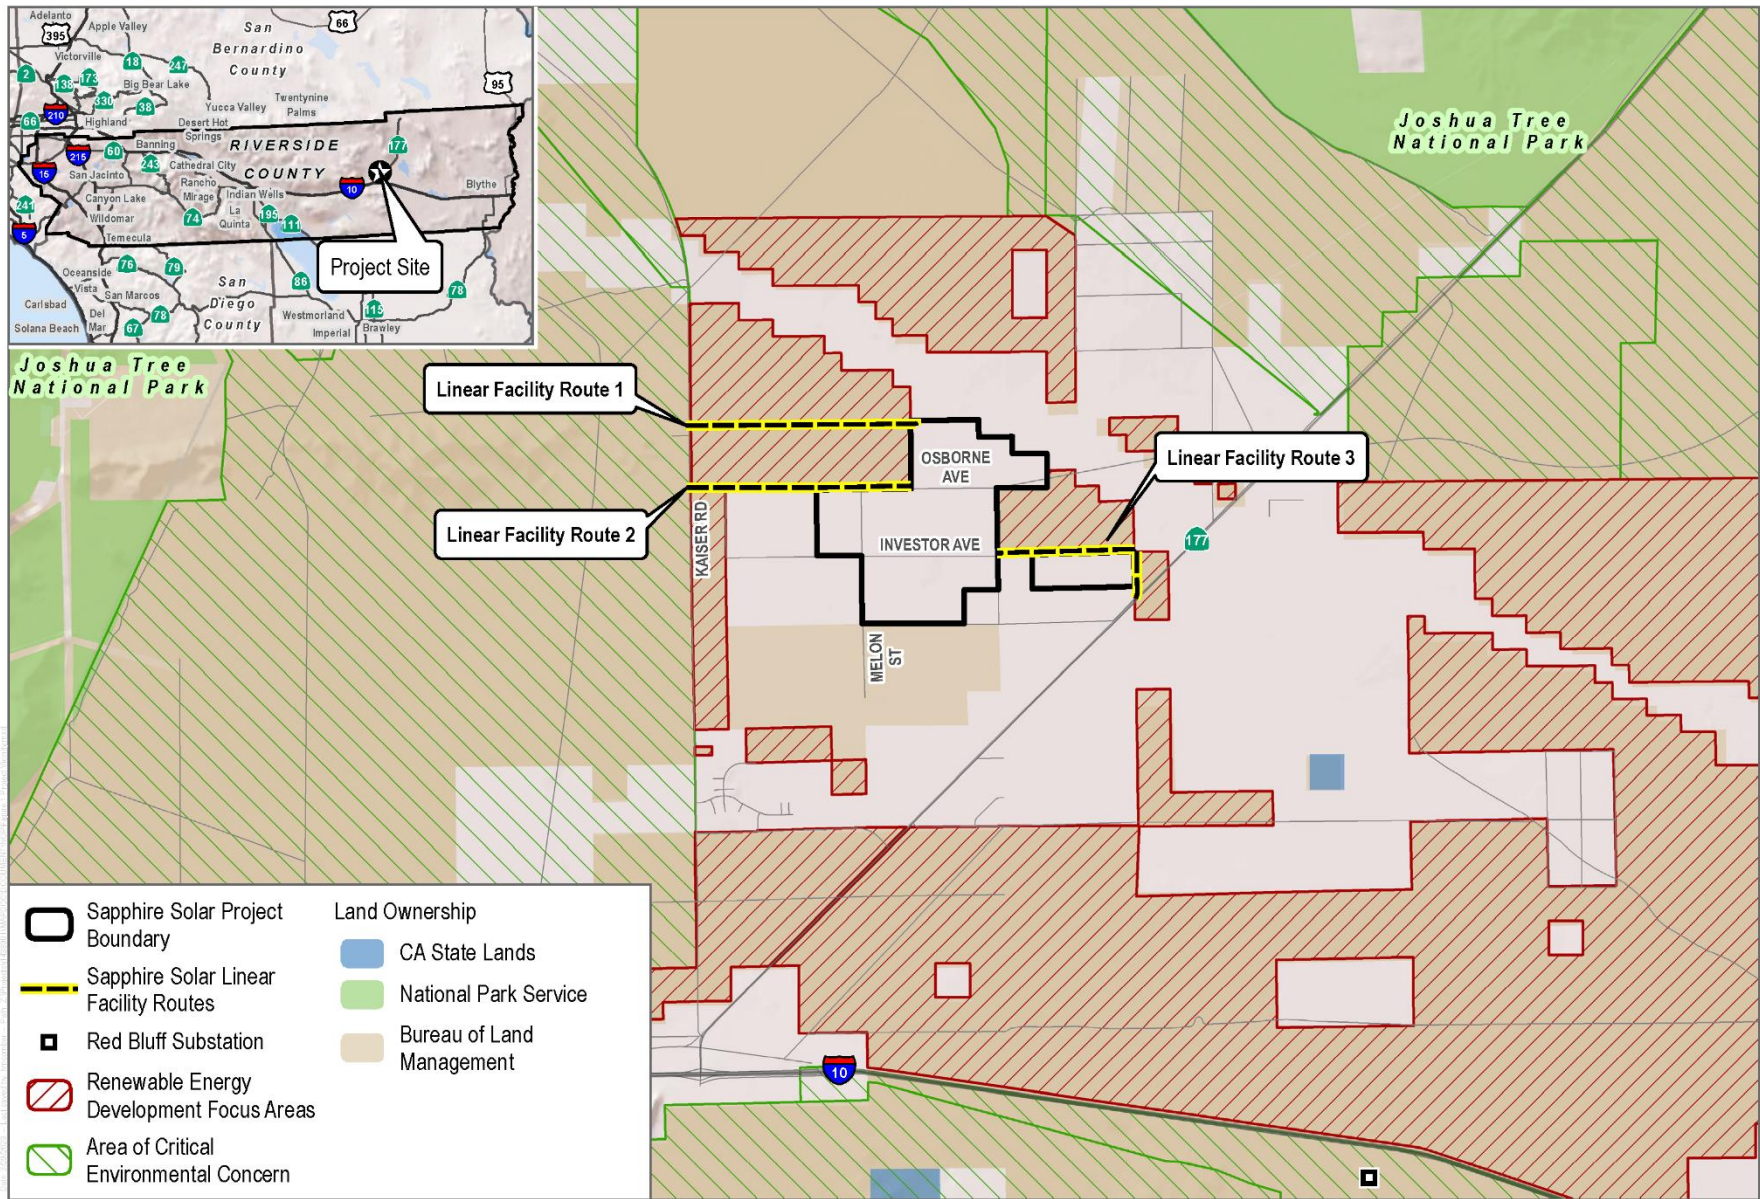 Adelanto
395
Apple Valley
San
Bernardino
County
66
Victorville
18
247
2
138
173
Big Bear Lake
95
330
38
Twentynine
Palms
Yucca Valley
210
66
Highland
Desert Hot
Springs
RIVERSIDE
COUNTY
177
215
60
Banning
243
Cathedral City
15
San Jacinto
Rancho
Mirage
10
Blythe
Canyon Lake
Indian Wells
241
Wildomar
74
La
Quinta
195
111
5
Temecula
Project Site
Oceanside
76
79
Vista
San Marcos
San
Diego
County
86
78
Carlsbad
Del
Mar
78
Westmorland
115
Solana Beach
67
Imperial
Brawley
Joshua Tree
National Park
Joshua Tree
National Park
Linear Facility Route 1
OSBORNE
AVE
Linear Facility Route 3
Linear Facility Route 2
KAISER RD
INVESTOR AVE
177
MELON
ST
10
Sapphire Solar Project
Boundary
Sapphire Solar Linear
Facility Routes
Red Bluff Substation
Renewable Energy
Development Focus Areas
Area of Critical
Environmental Concern
Land Ownership
CA State Lands
National Park Service
Bureau of Land
Management